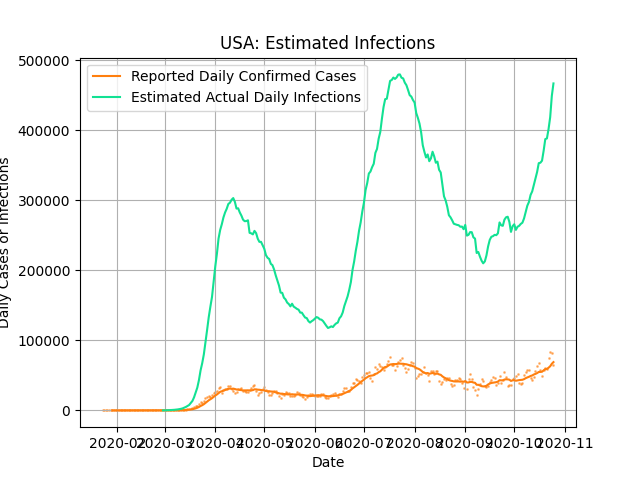 USA: Estimated Infections
Reported Daily Confirmed Cases
Estimated Actual Daily Infections
500000
400000
300000
200000
100000
0
Daily Cases or Infections
2020-02 2020-03 2020-04 2020-05 2020-06 2020-07 2020-08 2020-09 2020-10 2020-11
Date